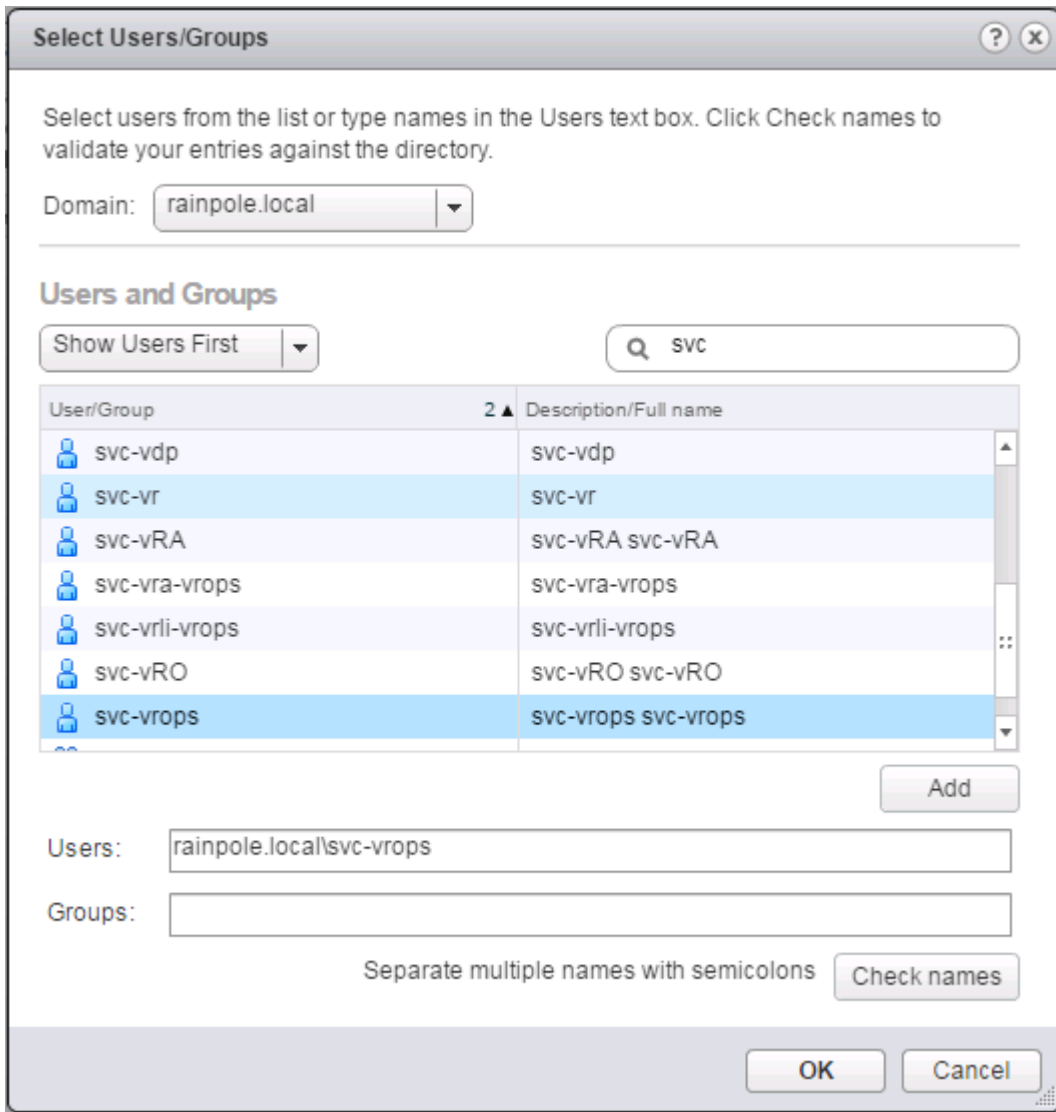 Select Users/Groups
Select users from the list or type names in the Users text box. Click Check names to
validate your entries against the directory.
Domain: rainpole.local
Users and Groups
Show Users First svc
User/Group 2 Description/Full name
svc-vdp svc-vdp
svc-vr svc-vr
svc-vRA svc-vRA svc-vRA
svc-vra-vrops svc-vra-vrops
svc-vrli-vrops svc-vrli-vrops
svc-vRO svc-vRO svc-vRO
svc-vrops svc-vrops svc-vrops
Add
Users: rainpole.local\svc-vrops
Groups:
Separate multiple names with semicolons Check names
OK Cancel